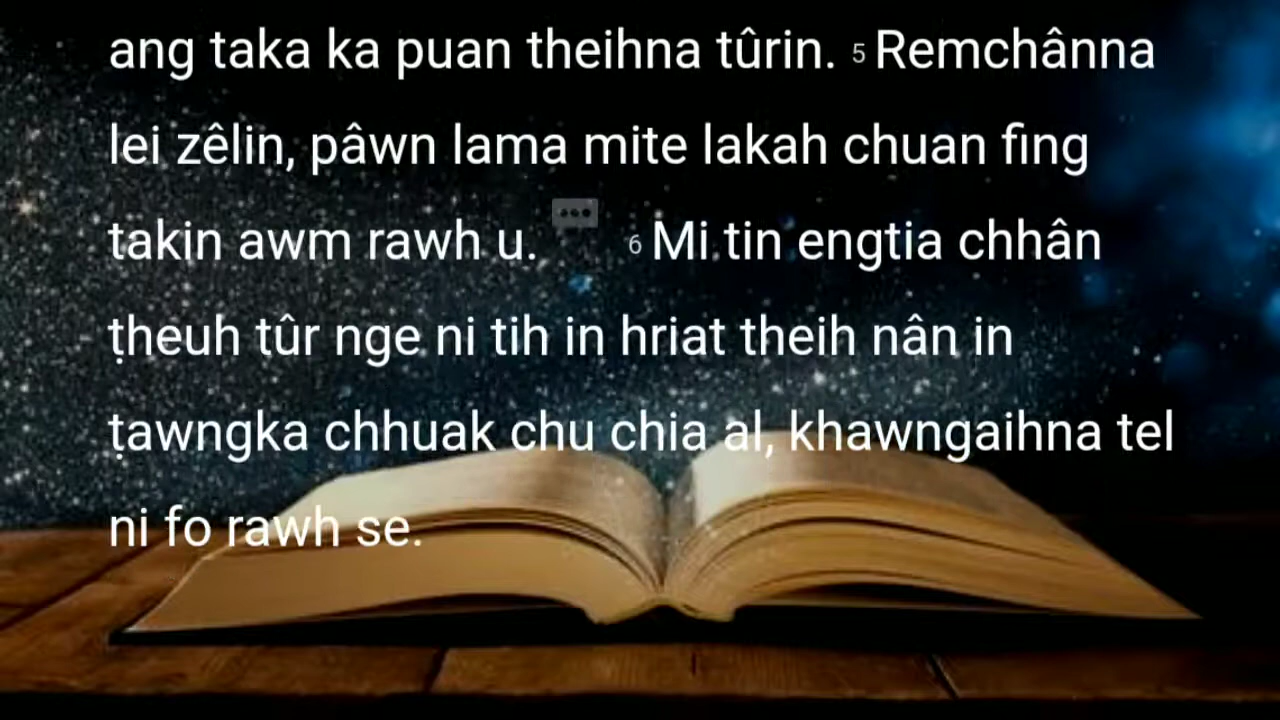 ang taka ka puan theihna tûrin. 5 Remchânna
lei zêlin, pâwn lama mite lakah chuan fing
takin awm rawh u. 6 Mi tin engtia chhân
ṭheuh tûr nge ni tih in hriat theih nân in
ṭawngka chhuak chu chia al, khawngaihna tel
ni fo rawh se.